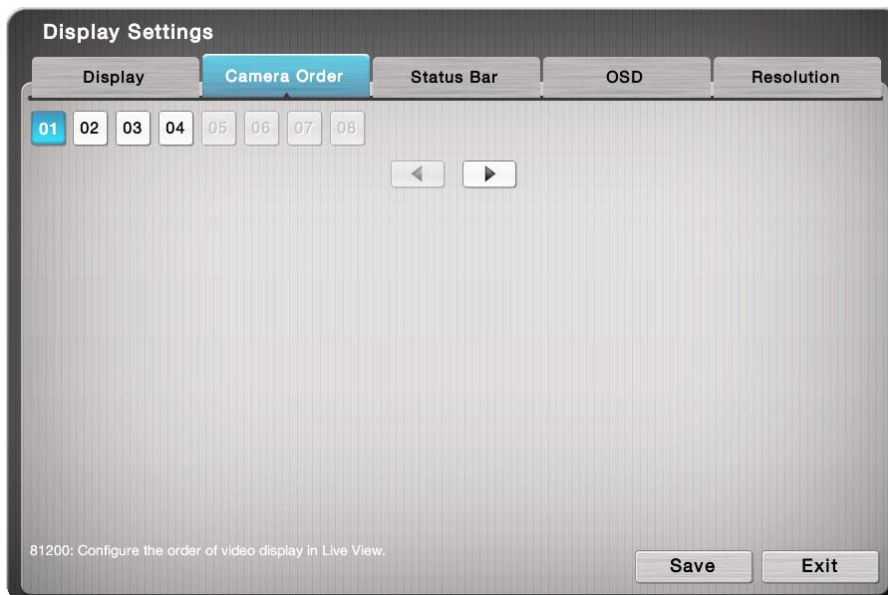 Display Settings
Display Camera Order Status Bar OSD Resolution
01 02 03 04 05 06 07 08
81200: Configure the order of video display in Live View.
Save Exit